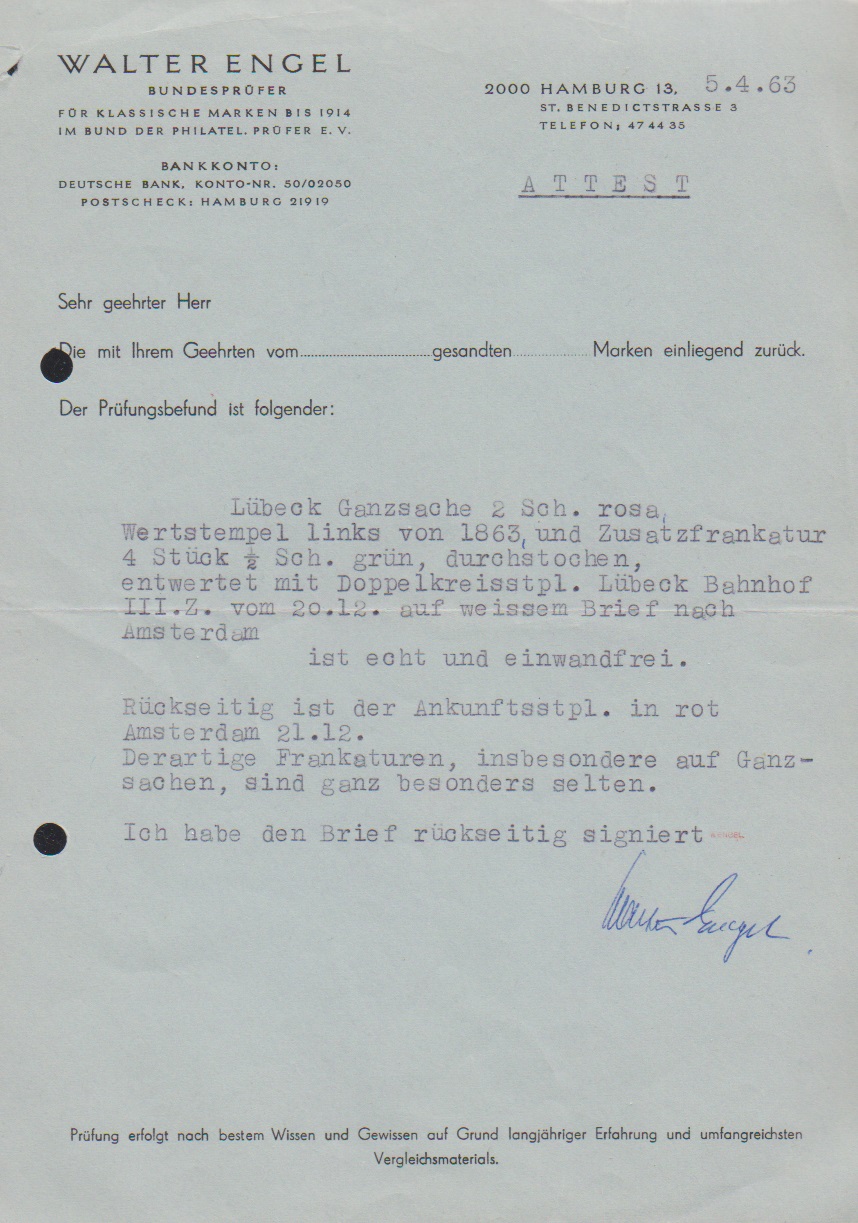 WALTER ENGEL
BUNDESPRÜFER
FÜR KLASSISCHE MARKEN BIS 1914
IM BUND DER PHILATEL. PRÜFER E. V.
BANKKONTO:
DEUTSCHE BANK, KONTO-NR. 50/02050
POSTSCHECK: HAMBURG 21919
2000 HAMBURG 13, 5.4.63
ST. BENEDICTSTRASSE 3
TELEFON: 47 44 35
A T T E S T
Sehr geehrter Herr
Die mit Ihrem Geehrten vom gesandten Marken einliegend zurück.
Der Prüfungsbefund ist folgender:
Lübeck Ganzsache 2 Sch. rosa,
Wertstempel links von 1863, und Zusatzfrankatur
4 Stück ½ Sch. grün, durchstochen,
entwertet mit Doppelkreisstpl. Lübeck Bahnhof
III.Z. vom 20.12. auf weissem Brief nach
Amsterdam
ist echt und einwandfrei.
Rückseitig ist der Ankunftsstpl. in rot
Amsterdam 21.12.
Derartige Frankaturen, insbesondere auf Ganz-
sachen, sind ganz besonders selten.
Ich habe den Brief rückseitig signiert
Walter Engel
Prüfung erfolgt nach bestem Wissen und Gewissen auf Grund langjähriger Erfahrung und umfangreichsten
Vergleichsmaterials.